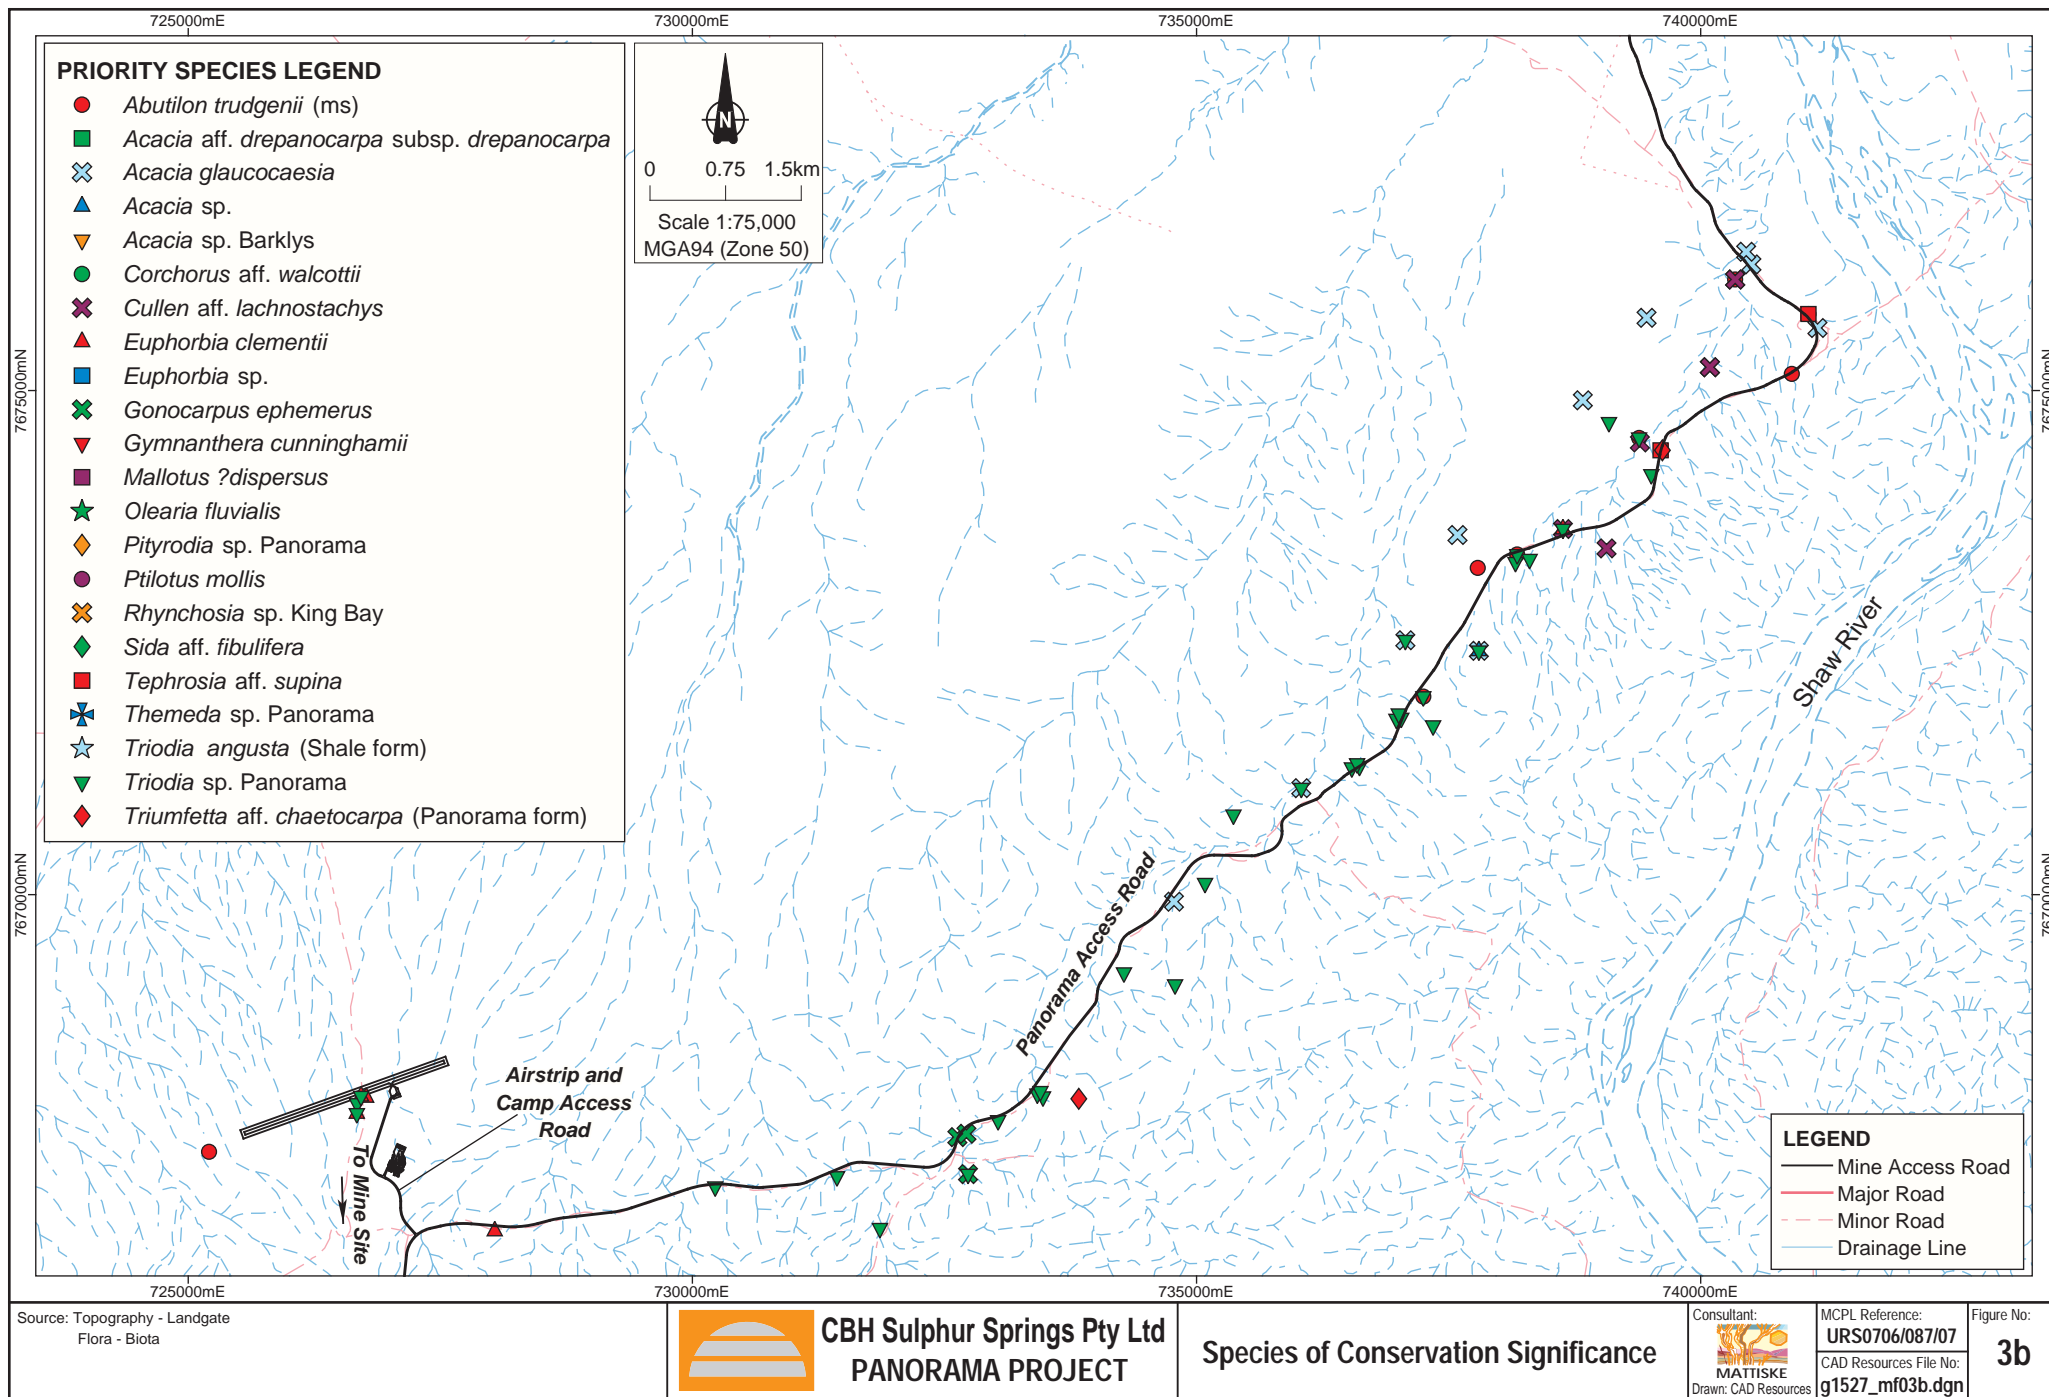 725000mE
730000mE
735000mE
740000mE
PRIORITY SPECIES LEGEND
Abutilon trudgenii (ms)
Acacia aff. drepanocarpa subsp. drepanocarpa
Acacia glaucocaesia
Acacia sp.
Acacia sp. Barklys
Corchorus aff. walcottii
Cullen aff. lachnostachys
Euphorbia clementii
Euphorbia sp.
Gonocarpus ephemerus
Gymnanthera cunninghamii
Mallotus ?dispersus
Olearia fluvialis
Pityrodia sp. Panorama
Ptilotus mollis
Rhynchosia sp. King Bay
Sida aff. fibulifera
Tephrosia aff. supina
Themeda sp. Panorama
Triodia angusta (Shale form)
Triodia sp. Panorama
Triumfetta aff. chaetocarpa (Panorama form)
N
0 0.75 1.5km
Scale 1:75,000
MGA94 (Zone 50)
7675000mN
7675000mN
7670000mN
7670000mN
Shaw River
Panorama Access Road
Airstrip and
Camp Access
Road
To Mine Site
LEGEND
Mine Access Road
Major Road
Minor Road
Drainage Line
725000mE
730000mE
735000mE
740000mE
Source: Topography - Landgate
Flora - Biota
CBH Sulphur Springs Pty Ltd
PANORAMA PROJECT
Species of Conservation Significance
Consultant:
MATTISKE
Drawn: CAD Resources
MCPL Reference:
URS0706/087/07
CAD Resources File No:
g1527_mf03b.dgn
Figure No:
3b